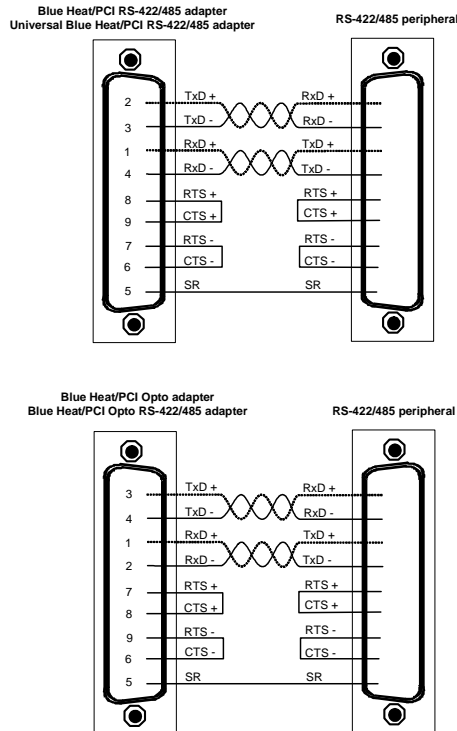 Blue Heat/PCI RS-422/485 adapter
Universal Blue Heat/PCI RS-422/485 adapter
RS-422/485 peripheral
2 TxD + RxD +
3 TxD - RxD -
1 RxD + TxD +
4 RxD - TxD -
8 RTS + RTS +
9 CTS + CTS +
7 RTS - RTS -
6 CTS - CTS -
5 SR SR
Blue Heat/PCI Opto adapter
Blue Heat/PCI Opto RS-422/485 adapter
RS-422/485 peripheral
3 TxD + RxD +
4 TxD - RxD -
1 RxD + TxD +
2 RxD - TxD -
7 RTS + RTS +
8 CTS + CTS +
9 RTS - RTS -
6 CTS - CTS -
5 SR SR